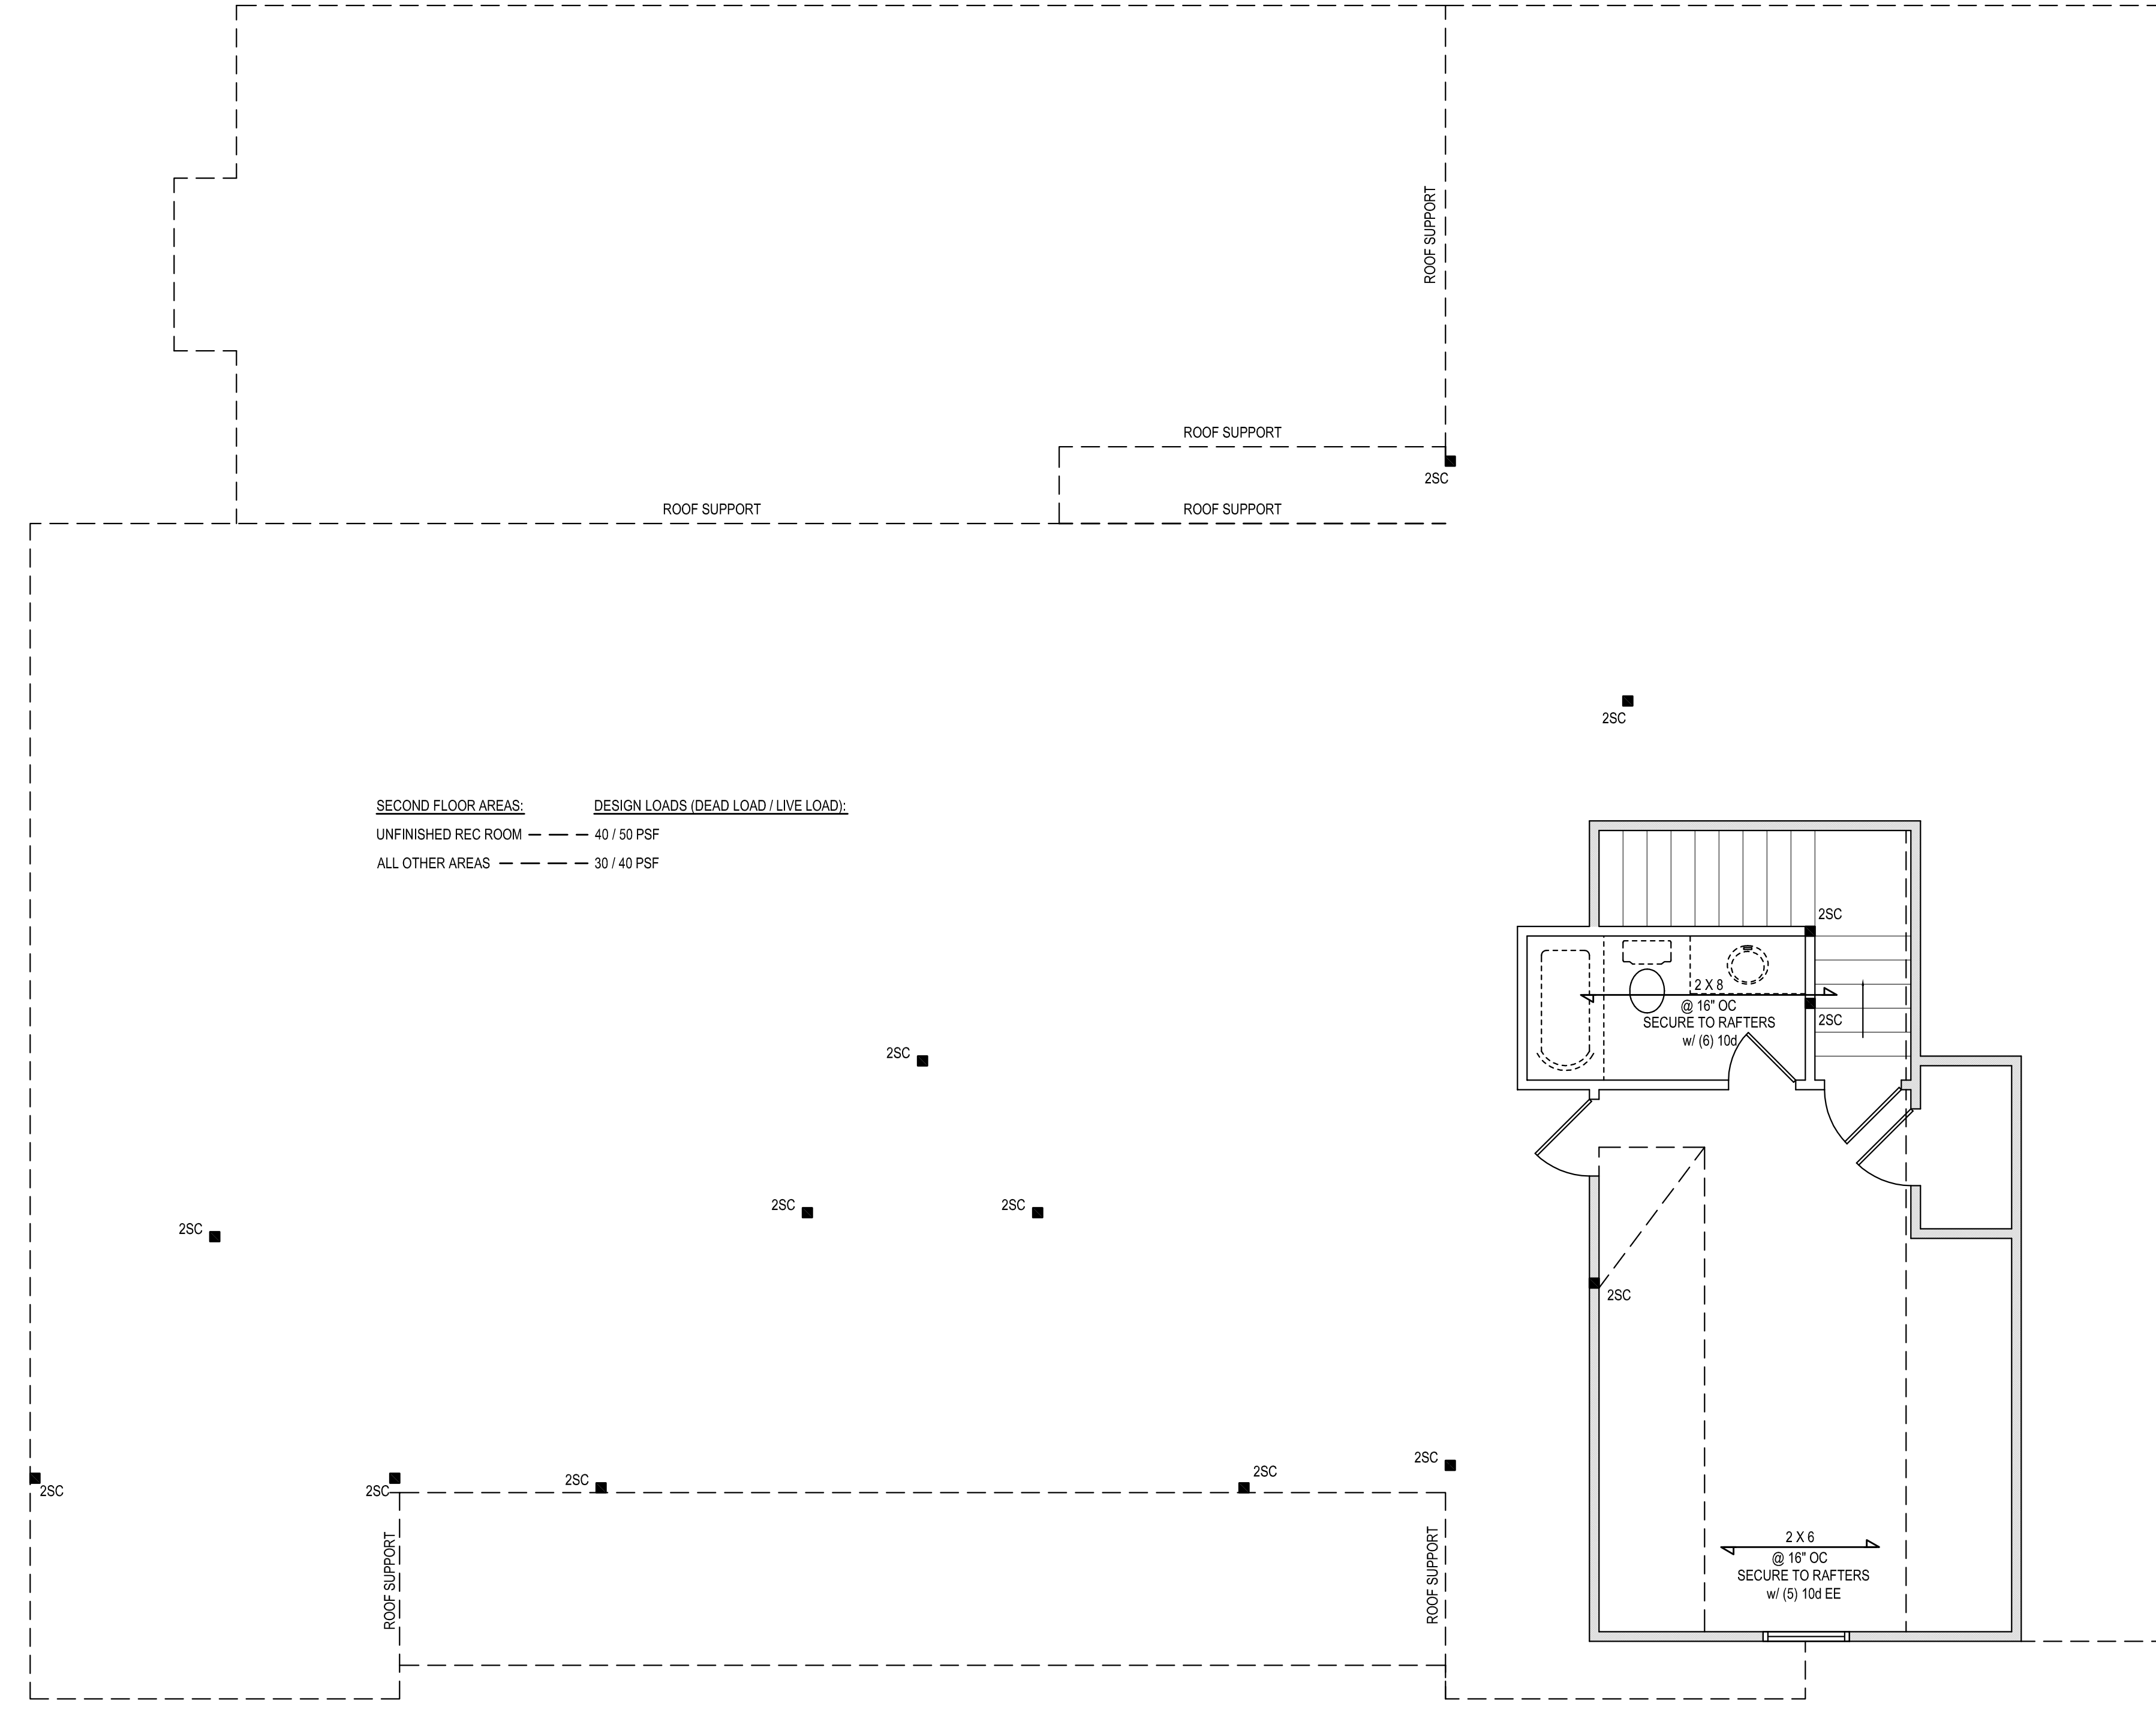 ROOF SUPPORT
ROOF SUPPORT
2SC
ROOF SUPPORT
ROOF SUPPORT
2SC
SECOND FLOOR AREAS: DESIGN LOADS (DEAD LOAD / LIVE LOAD):
UNFINISHED REC ROOM 40 / 50 PSF
ALL OTHER AREAS 30 / 40 PSF
2SC
2 X 8
@ 16" OC
SECURE TO RAFTERS
w/ (6) 10d
2SC
2SC
2SC
2SC
2SC
2SC
2SC
2SC
2SC
2SC
2SC
2SC
ROOF SUPPORT
ROOF SUPPORT
2 X 6
@ 16" OC
SECURE TO RAFTERS
w/ (5) 10d EE